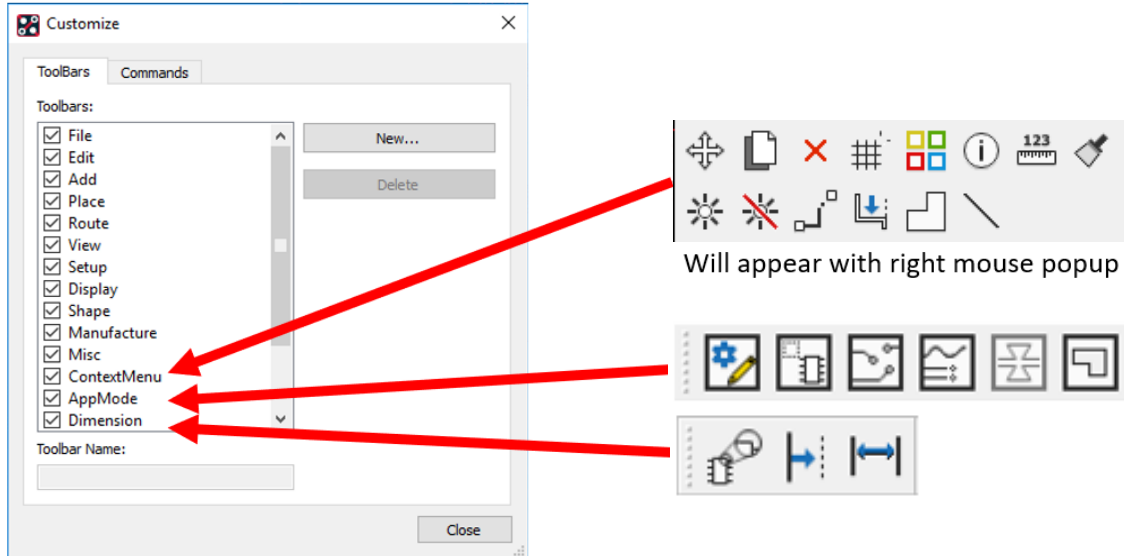 Customize
ToolBars
Commands
Toolbars:
File
Edit
Add
Place
Route
View
Setup
Display
Shape
Manufacture
Misc
ContextMenu
AppMode
Dimension
New...
Delete
Toolbar Name:
Close
123
Will appear with right mouse popup